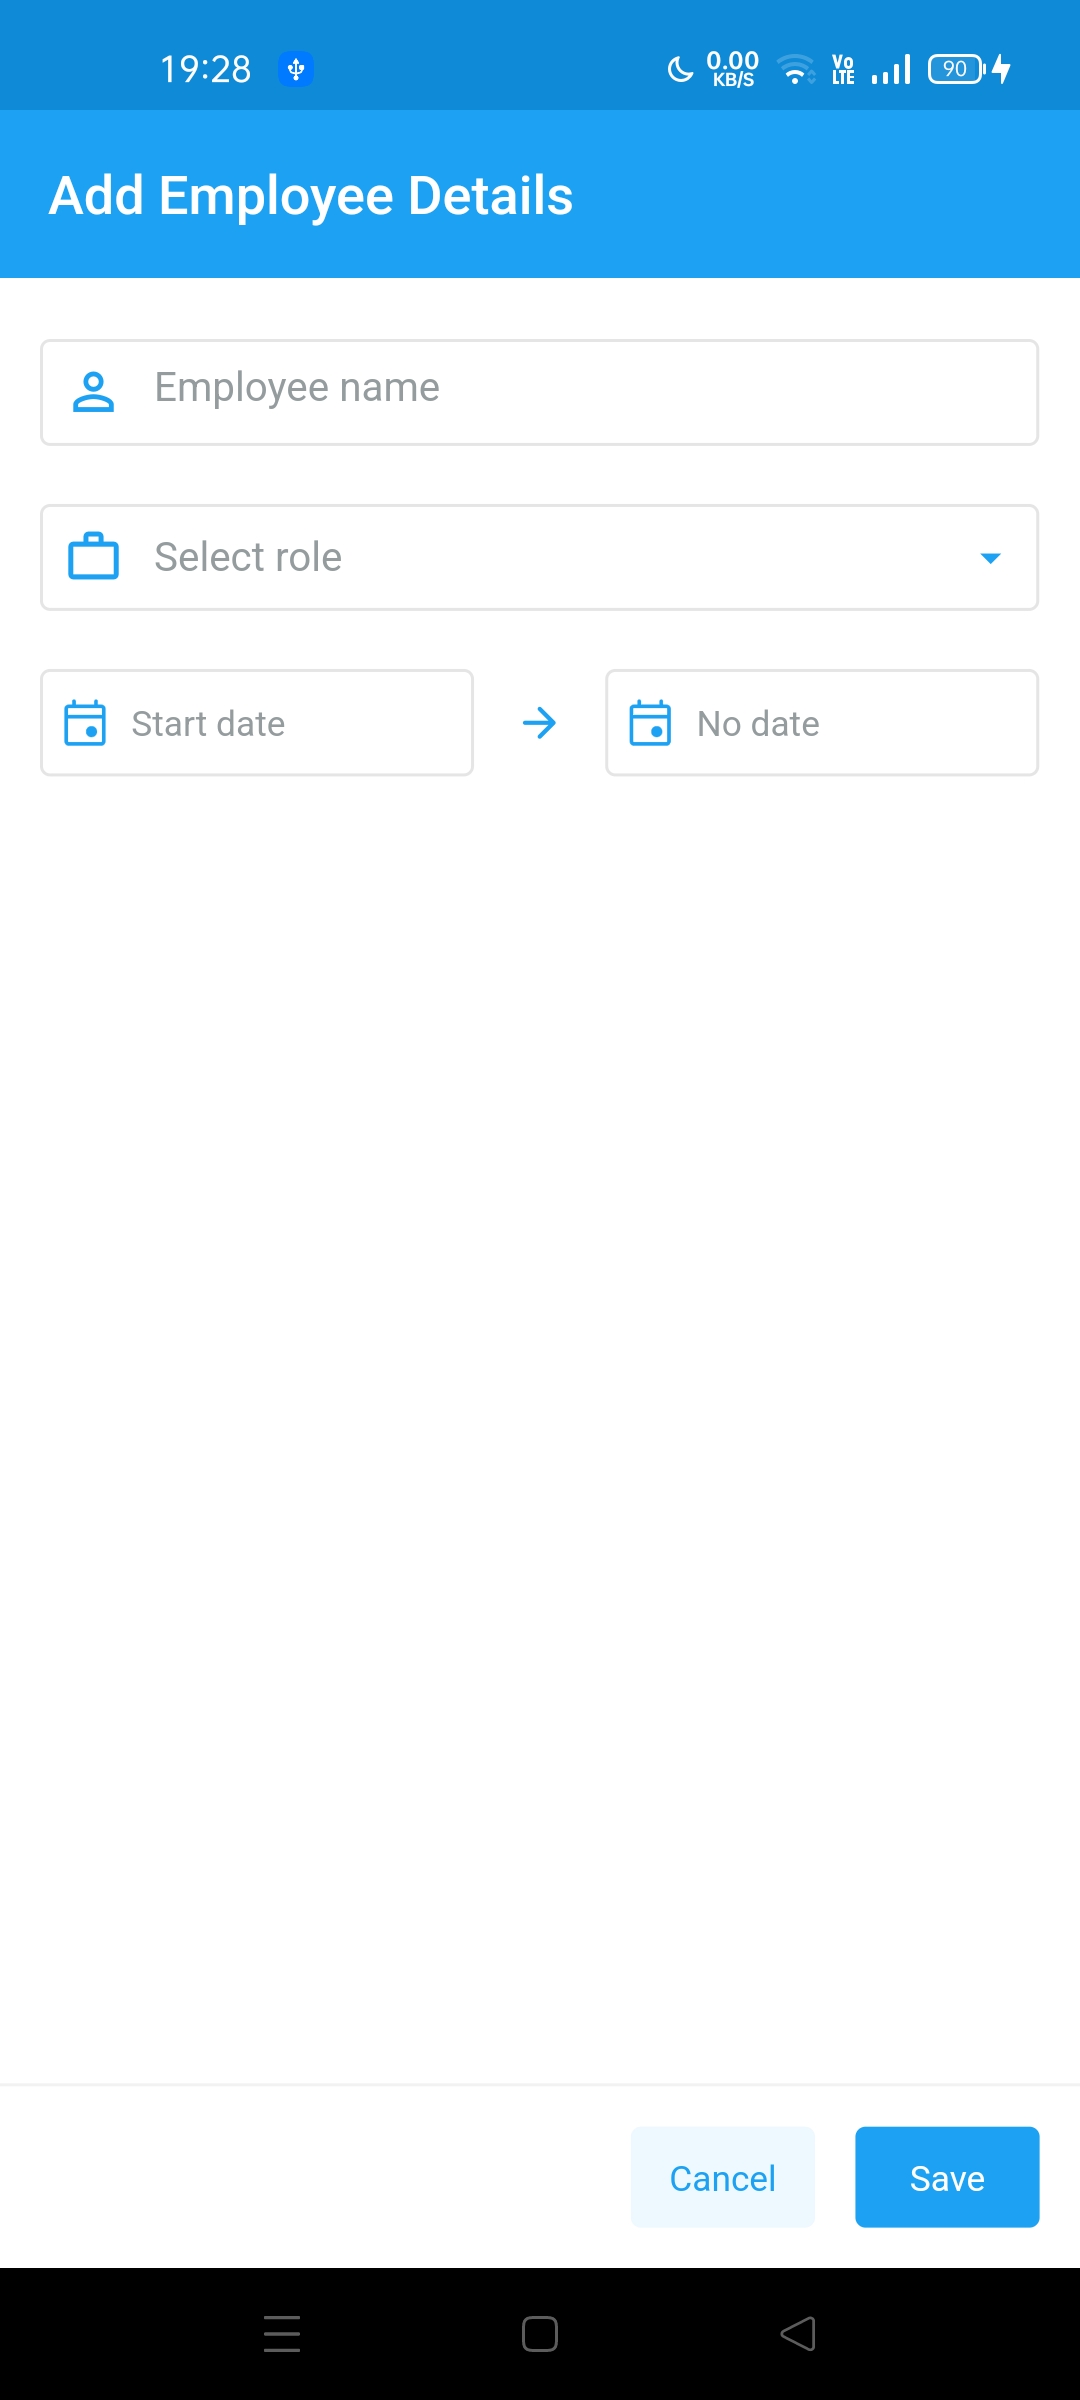 19:28 0.00 KB/S Vo LTE 90
Add Employee Details
Employee name
Select role
Start date No date
Cancel Save